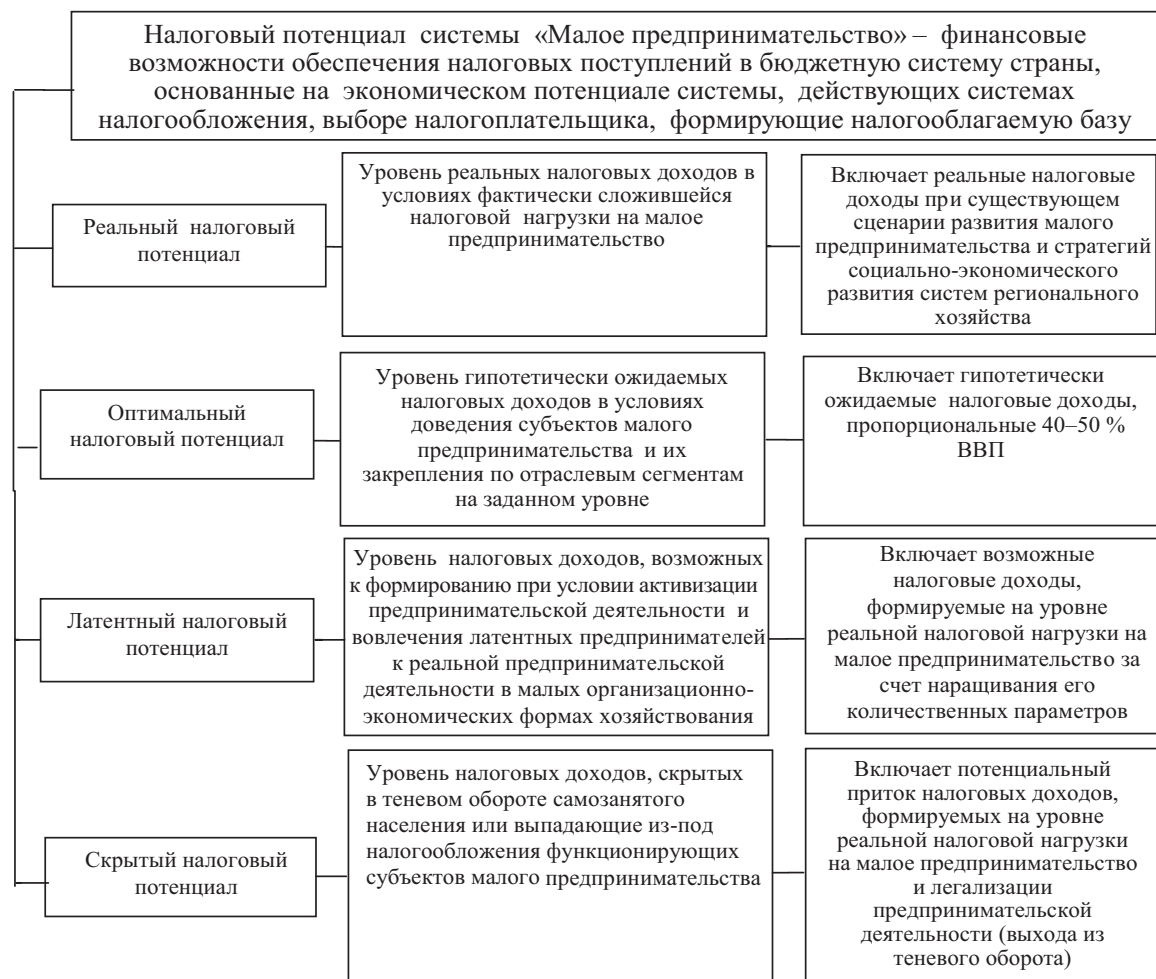 Налоговый потенциал системы «Малое предпринимательство» – финансовые
возможности обеспечения налоговых поступлений в бюджетную систему страны,
основанные на экономическом потенциале системы, действующих системах
налогообложения, выборе налогоплательщика, формирующие налогооблагаемую базу
Реальный налоговый
потенциал
Уровень реальных налоговых доходов в
условиях фактически сложившейся
налоговой нагрузки на малое
предпринимательство
Включает реальные налоговые
доходы при существующем
сценарии развития малого
предпринимательства и стратегий
социально-экономического
развития систем регионального
хозяйства
Оптимальный
налоговый потенциал
Уровень гипотетически ожидаемых
налоговых доходов в условиях
доведения субъектов малого
предпринимательства и их
закрепления по отраслевым сегментам
на заданном уровне
Включает гипотетически
ожидаемые налоговые доходы,
пропорциональные 40–50 %
ВВП
Латентный налоговый
потенциал
Уровень налоговых доходов, возможных
к формированию при условии активизации
предпринимательской деятельности и
вовлечения латентных предпринимателей
к реальной предпринимательской
деятельности в малых организационно-
экономических формах хозяйствования
Включает возможные
налоговые доходы,
формируемые на уровне
реальной налоговой нагрузки на
малое предпринимательство за
счет наращивания его
количественных параметров
Скрытый налоговый
потенциал
Уровень налоговых доходов, скрытых
в теневом обороте самозанятого
населения или выпадающие из-под
налогообложения функционирующих
субъектов малого предпринимательства
Включает потенциальный
приток налоговых доходов,
формируемых на уровне
реальной налоговой нагрузки
на малое предпринимательство
и легализации
предпринимательской
деятельности (выхода из
теневого оборота)